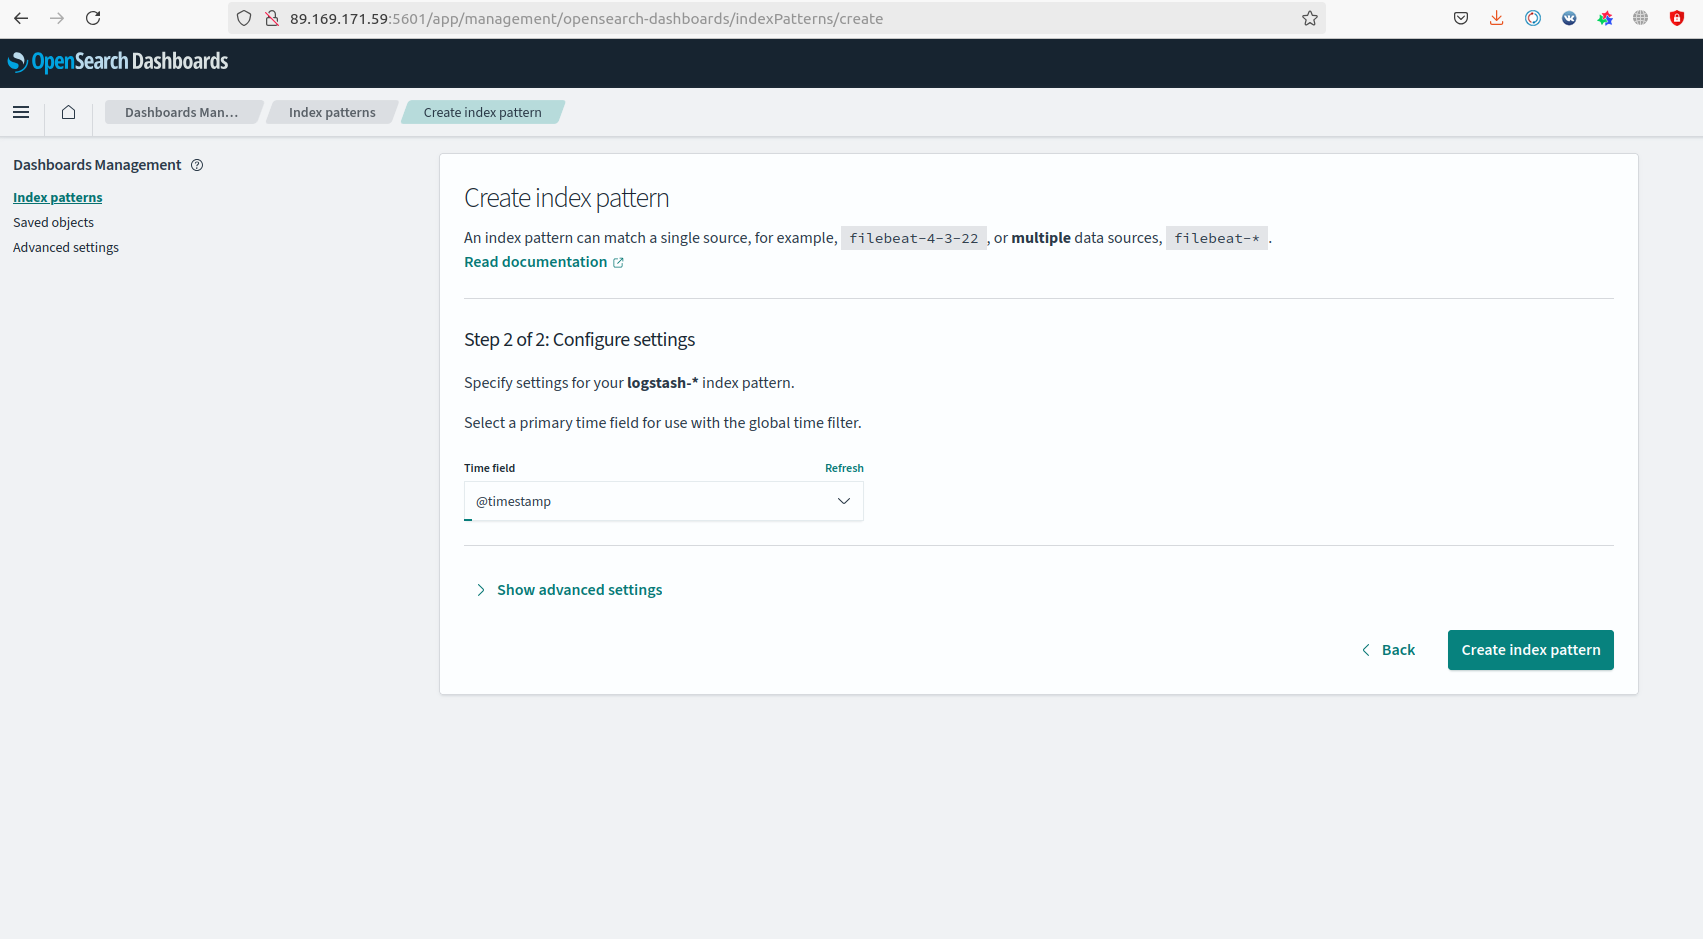 89.169.171.59:5601/app/management/opensearch-dashboards/indexPatterns/create
OpenSearch Dashboards
Dashboards Man... Index patterns Create index pattern
Dashboards Management
Index patterns
Saved objects
Advanced settings
Create index pattern
An index pattern can match a single source, for example, filebeat-4-3-22 , or multiple data sources, filebeat-* .
Read documentation
Step 2 of 2: Configure settings
Specify settings for your logstash-* index pattern.
Select a primary time field for use with the global time filter.
Time field Refresh
@timestamp
Show advanced settings
Back Create index pattern